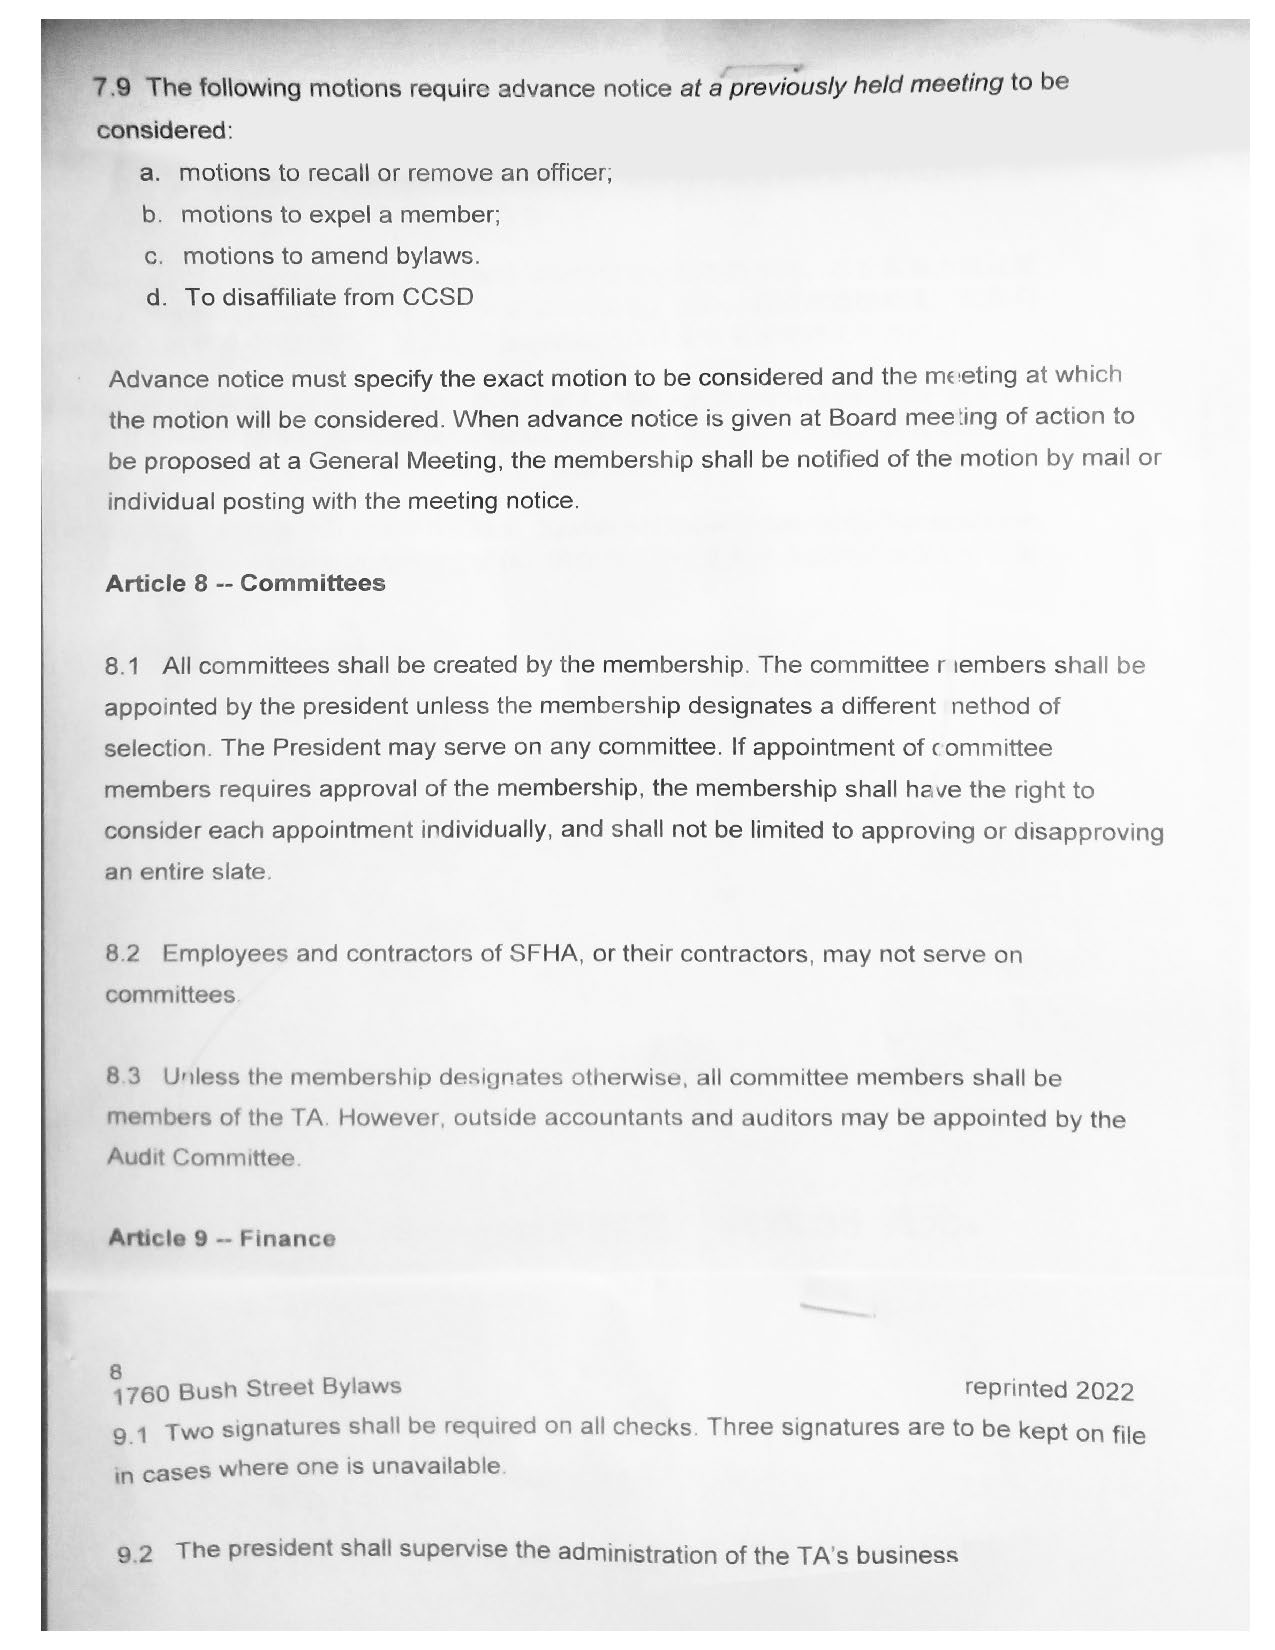 7.9 The following motions require advance notice at a previously held meeting to be
considered:
a. motions to recall or remove an officer;
b. motions to expel a member;
c. motions to amend bylaws.
d. To disaffiliate from CCSD
Advance notice must specify the exact motion to be considered and the meeting at which
the motion will be considered. When advance notice is given at Board meeting of action to
be proposed at a General Meeting, the membership shall be notified of the motion by mail or
individual posting with the meeting notice.
Article 8 -- Committees
8.1 All committees shall be created by the membership. The committee members shall be
appointed by the president unless the membership designates a different method of
selection. The President may serve on any committee. If appointment of committee
members requires approval of the membership, the membership shall have the right to
consider each appointment individually, and shall not be limited to approving or disapproving
an entire slate.
8.2 Employees and contractors of SFHA, or their contractors, may not serve on
committees.
8.3 Unless the membership designates otherwise, all committee members shall be
members of the TA. However, outside accountants and auditors may be appointed by the
Audit Committee.
Article 9 -- Finance
8
1760 Bush Street Bylaws reprinted 2022
9.1 Two signatures shall be required on all checks. Three signatures are to be kept on file
in cases where one is unavailable.
9.2 The president shall supervise the administration of the TA's business